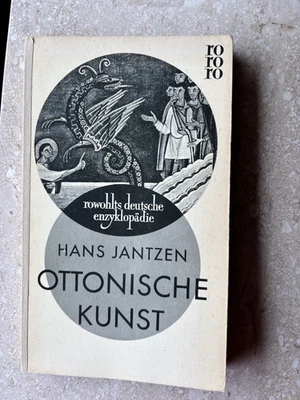 ro
ro
ro
rowohlts deutsche
enzyklopädie
HANS JANTZEN
OTTONISCHE
KUNST